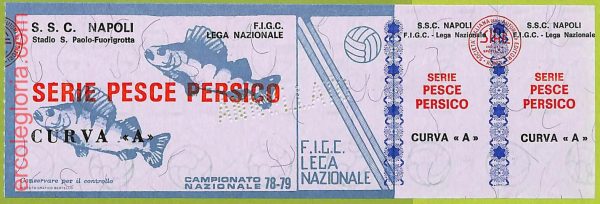 S. S. C. NAPOLI
Stadio S. Paolo-Fuorigrotta
F.I.G.C.
LEGA NAZIONALE
SERIE PESCE PERSICO
CURVA «A»
Conservare per il controllo
CAMPIONATO
NAZIONALE 78-79
F.I.G.C.
LEGA
NAZIONALE
S.S.C. NAPOLI
F.I.G.C. - Lega Nazionale
SERIE
PESCE
PERSICO
CURVA «A»
S.S.C. NAPOLI
F.I.G.C. - Lega Nazionale
SERIE
PESCE
PERSICO
CURVA «A»
ercolegloria.com